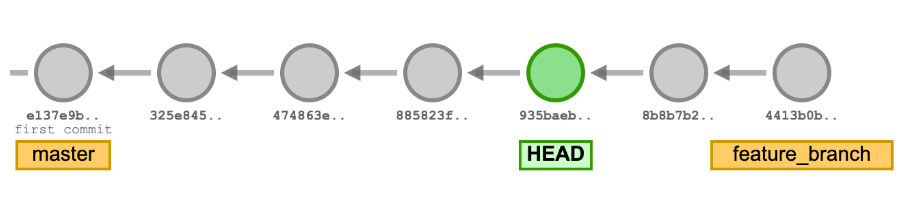 e137e9b.. 325e845.. 474863e.. 885823f.. 935baeb.. 8b8b7b2.. 4413b0b..
first commit
master HEAD feature_branch